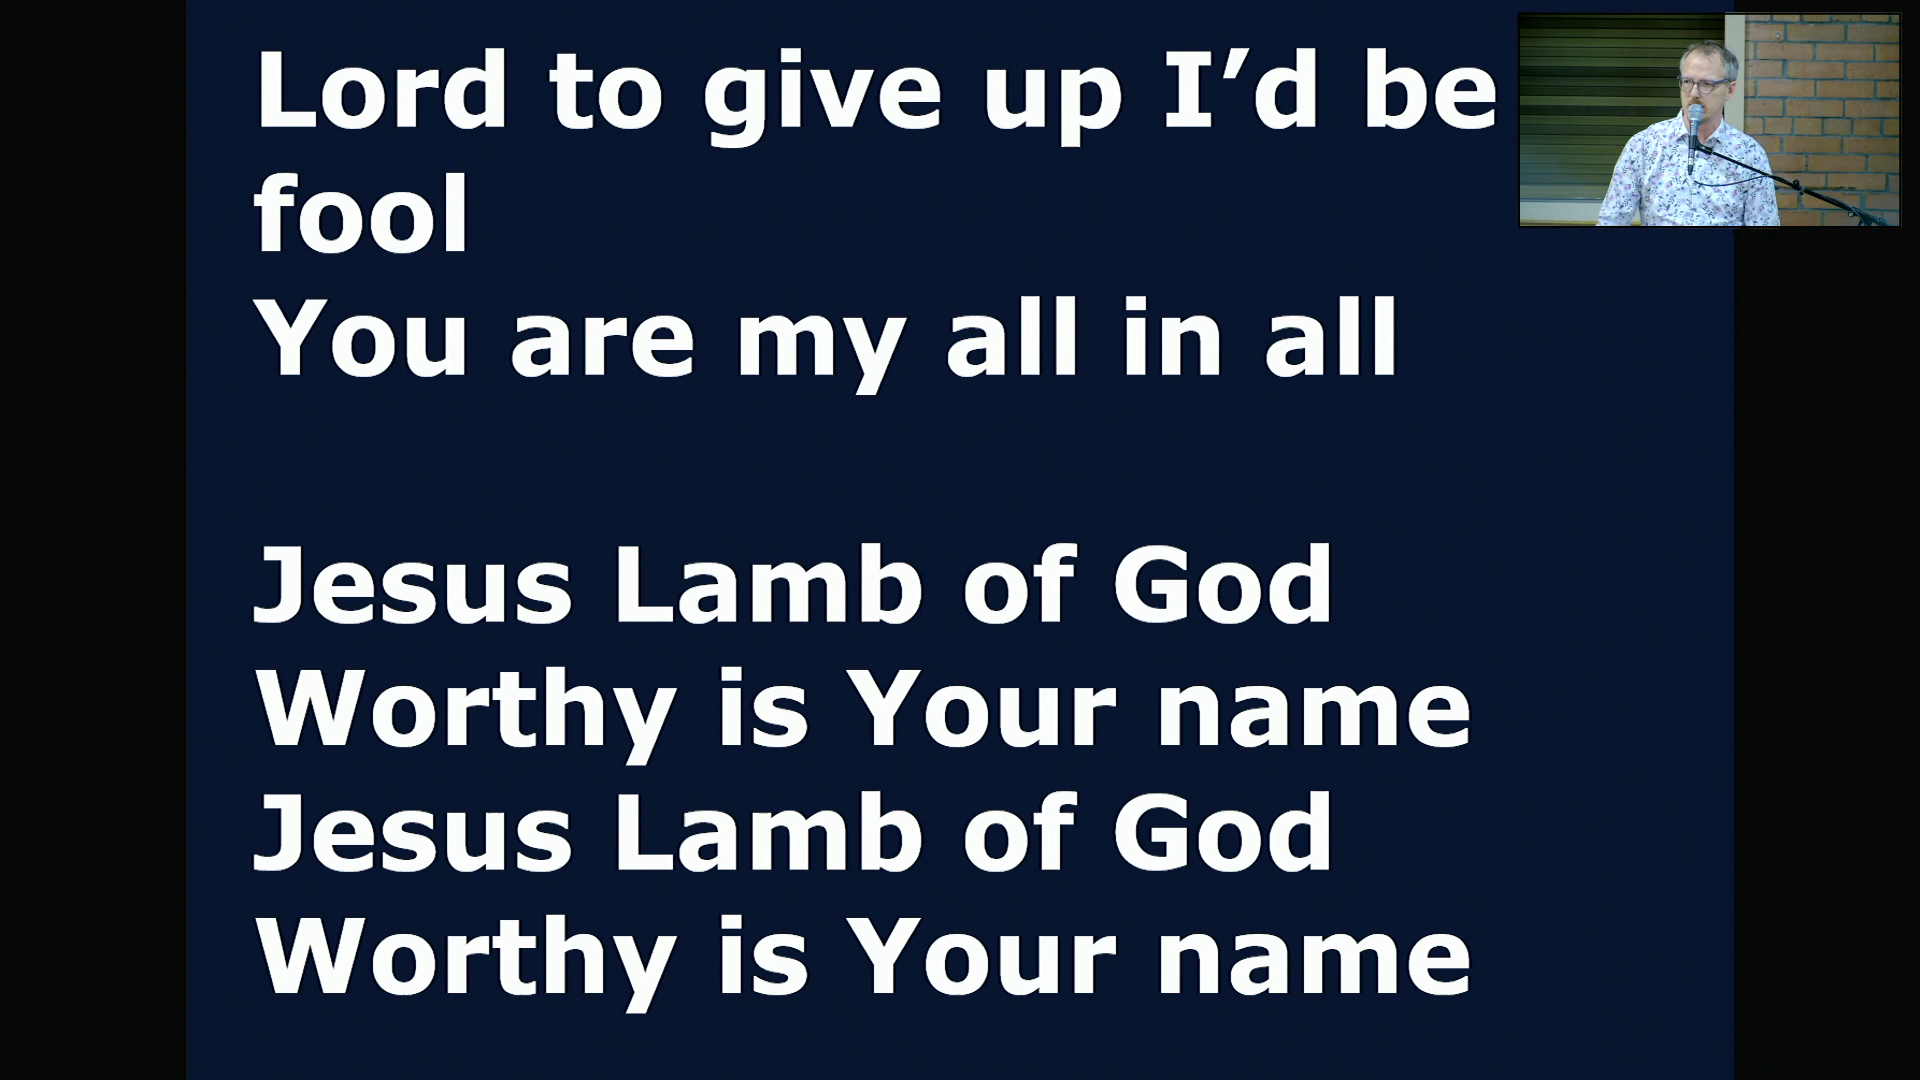 Lord to give up I’d be
fool
You are my all in all
Jesus Lamb of God
Worthy is Your name
Jesus Lamb of God
Worthy is Your name